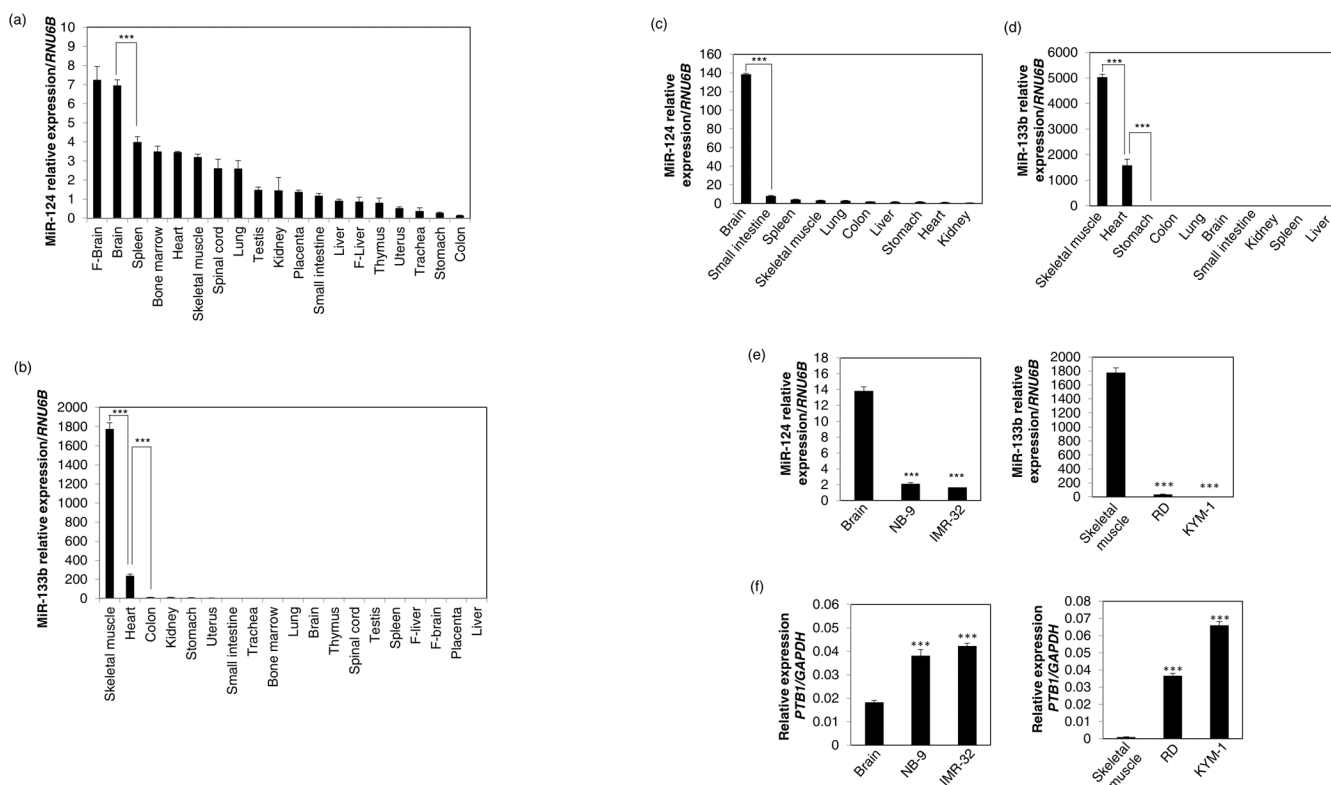 (a)
MiR-124 relative expression/RNU6B
10
9
8
7
6
5
4
3
2
1
0
***
F-Brain
Brain
Spleen
Bone marrow
Heart
Skeletal muscle
Spinal cord
Lung
Testis
Kidney
Placenta
Small intestine
Liver
F-Liver
Thymus
Uterus
Trachea
Stomach
Colon
(b)
MiR-133b relative expression/RNU6B
2000
1800
1600
1400
1200
1000
800
600
400
200
0
***
***
Skeletal muscle
Heart
Colon
Kidney
Stomach
Uterus
Small intestine
Trachea
Bone marrow
Lung
Brain
Thymus
Spinal cord
Testis
Spleen
F-liver
F-brain
Placenta
Liver
(c)
MiR-124 relative
expression/RNU6B
160
140
120
100
80
60
40
20
0
***
Brain
Small intestine
Spleen
Skeletal muscle
Lung
Colon
Liver
Stomach
Heart
Kidney
(d)
MiR-133b relative
expression/RNU6B
6000
5000
4000
3000
2000
1000
0
***
***
Skeletal muscle
Heart
Stomach
Colon
Lung
Brain
Small intestine
Kidney
Spleen
Liver
(e)
MiR-124 relative
expression/RNU6B
18
16
14
12
10
8
6
4
2
0
***
***
Brain
NB-9
IMR-32
MiR-133b relative
expression/RNU6B
2000
1800
1600
1400
1200
1000
800
600
400
200
0
***
***
Skeletal
muscle
RD
KYM-1
(f)
Relative expression
PTB1/GAPDH
0.06
0.05
0.04
0.03
0.02
0.01
0
***
***
Brain
NB-9
IMR-32
Relative expression
PTB1/GAPDH
0.08
0.07
0.06
0.05
0.04
0.03
0.02
0.01
0
***
***
Skeletal
muscle
RD
KYM-1